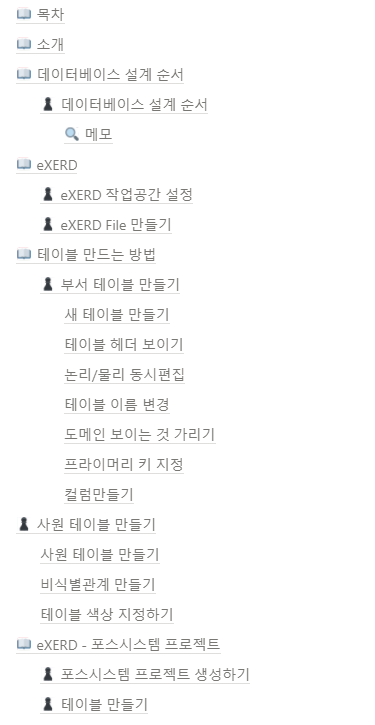 목차
소개
데이터베이스 설계 순서
데이터베이스 설계 순서
메모
eXERD
eXERD 작업공간 설정
eXERD File 만들기
테이블 만드는 방법
부서 테이블 만들기
새 테이블 만들기
테이블 헤더 보이기
논리/물리 동시편집
테이블 이름 변경
도메인 보이는 것 가리기
프라이머리 키 지정
컬럼만들기
사원 테이블 만들기
사원 테이블 만들기
비식별관계 만들기
테이블 색상 지정하기
eXERD - 포스시스템 프로젝트
포스시스템 프로젝트 생성하기
테이블 만들기